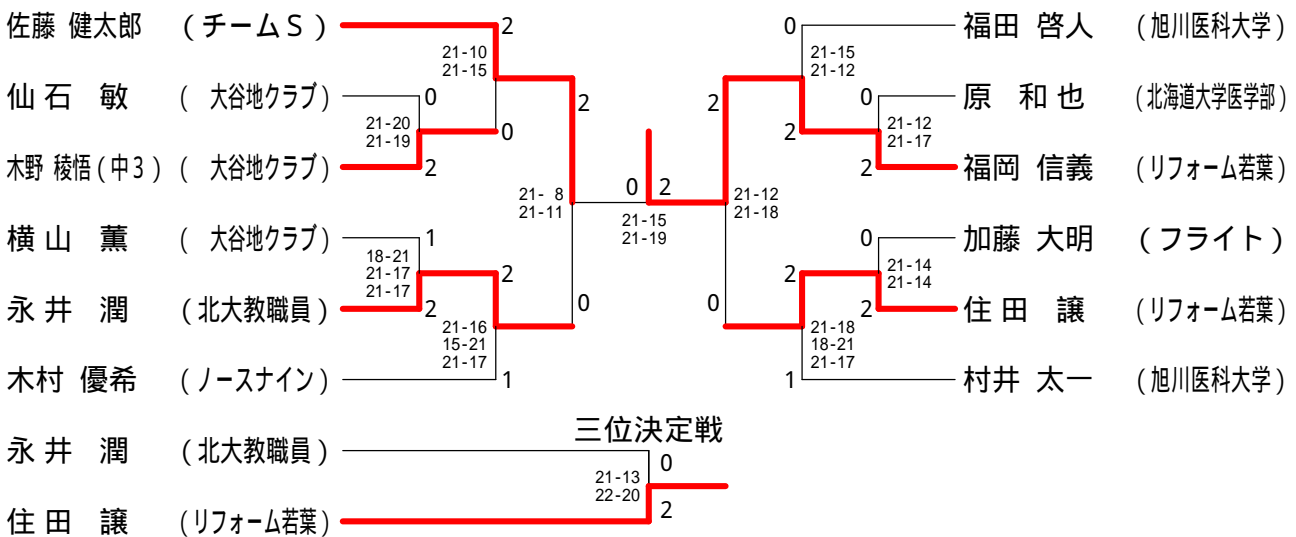 佐藤 健太郎 (チームS) 2 0 福田 啓人 (旭川医科大学)
21-10 21-15
21-15 21-12
仙石 敏 ( 大谷地クラブ) 0 2 2 0 原 和也 (北海道大学医学部)
21-20 0 2 21-12
21-19 21-17
木野 稜悟(中3) ( 大谷地クラブ) 2 2 福岡 信義 (リフォーム若葉)
21- 8 0 2 21-12
21-11 21-15 21-18
21-19
横山 薫 ( 大谷地クラブ) 1 0 加藤 大明 (フライト)
18-21 2 2 21-14
21-17 21-14
21-17
永井 潤 (北大教職員) 2 0 0 2 住田 譲 (リフォーム若葉)
21-16 21-18
15-21 18-21
21-17 21-17
木村 優希 (ノースナイン) 1 1 村井 太一 (旭川医科大学)
三位決定戦
永井 潤 (北大教職員) 0
21-13
22-20
住田 譲 (リフォーム若葉) 2